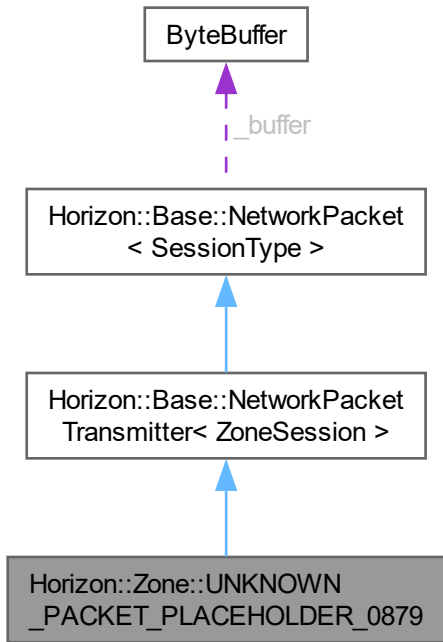 ByteBuffer
_buffer
Horizon::Base::NetworkPacket
< SessionType >
Horizon::Base::NetworkPacket
Transmitter< ZoneSession >
Horizon::Zone::UNKNOWN
_PACKET_PLACEHOLDER_0879